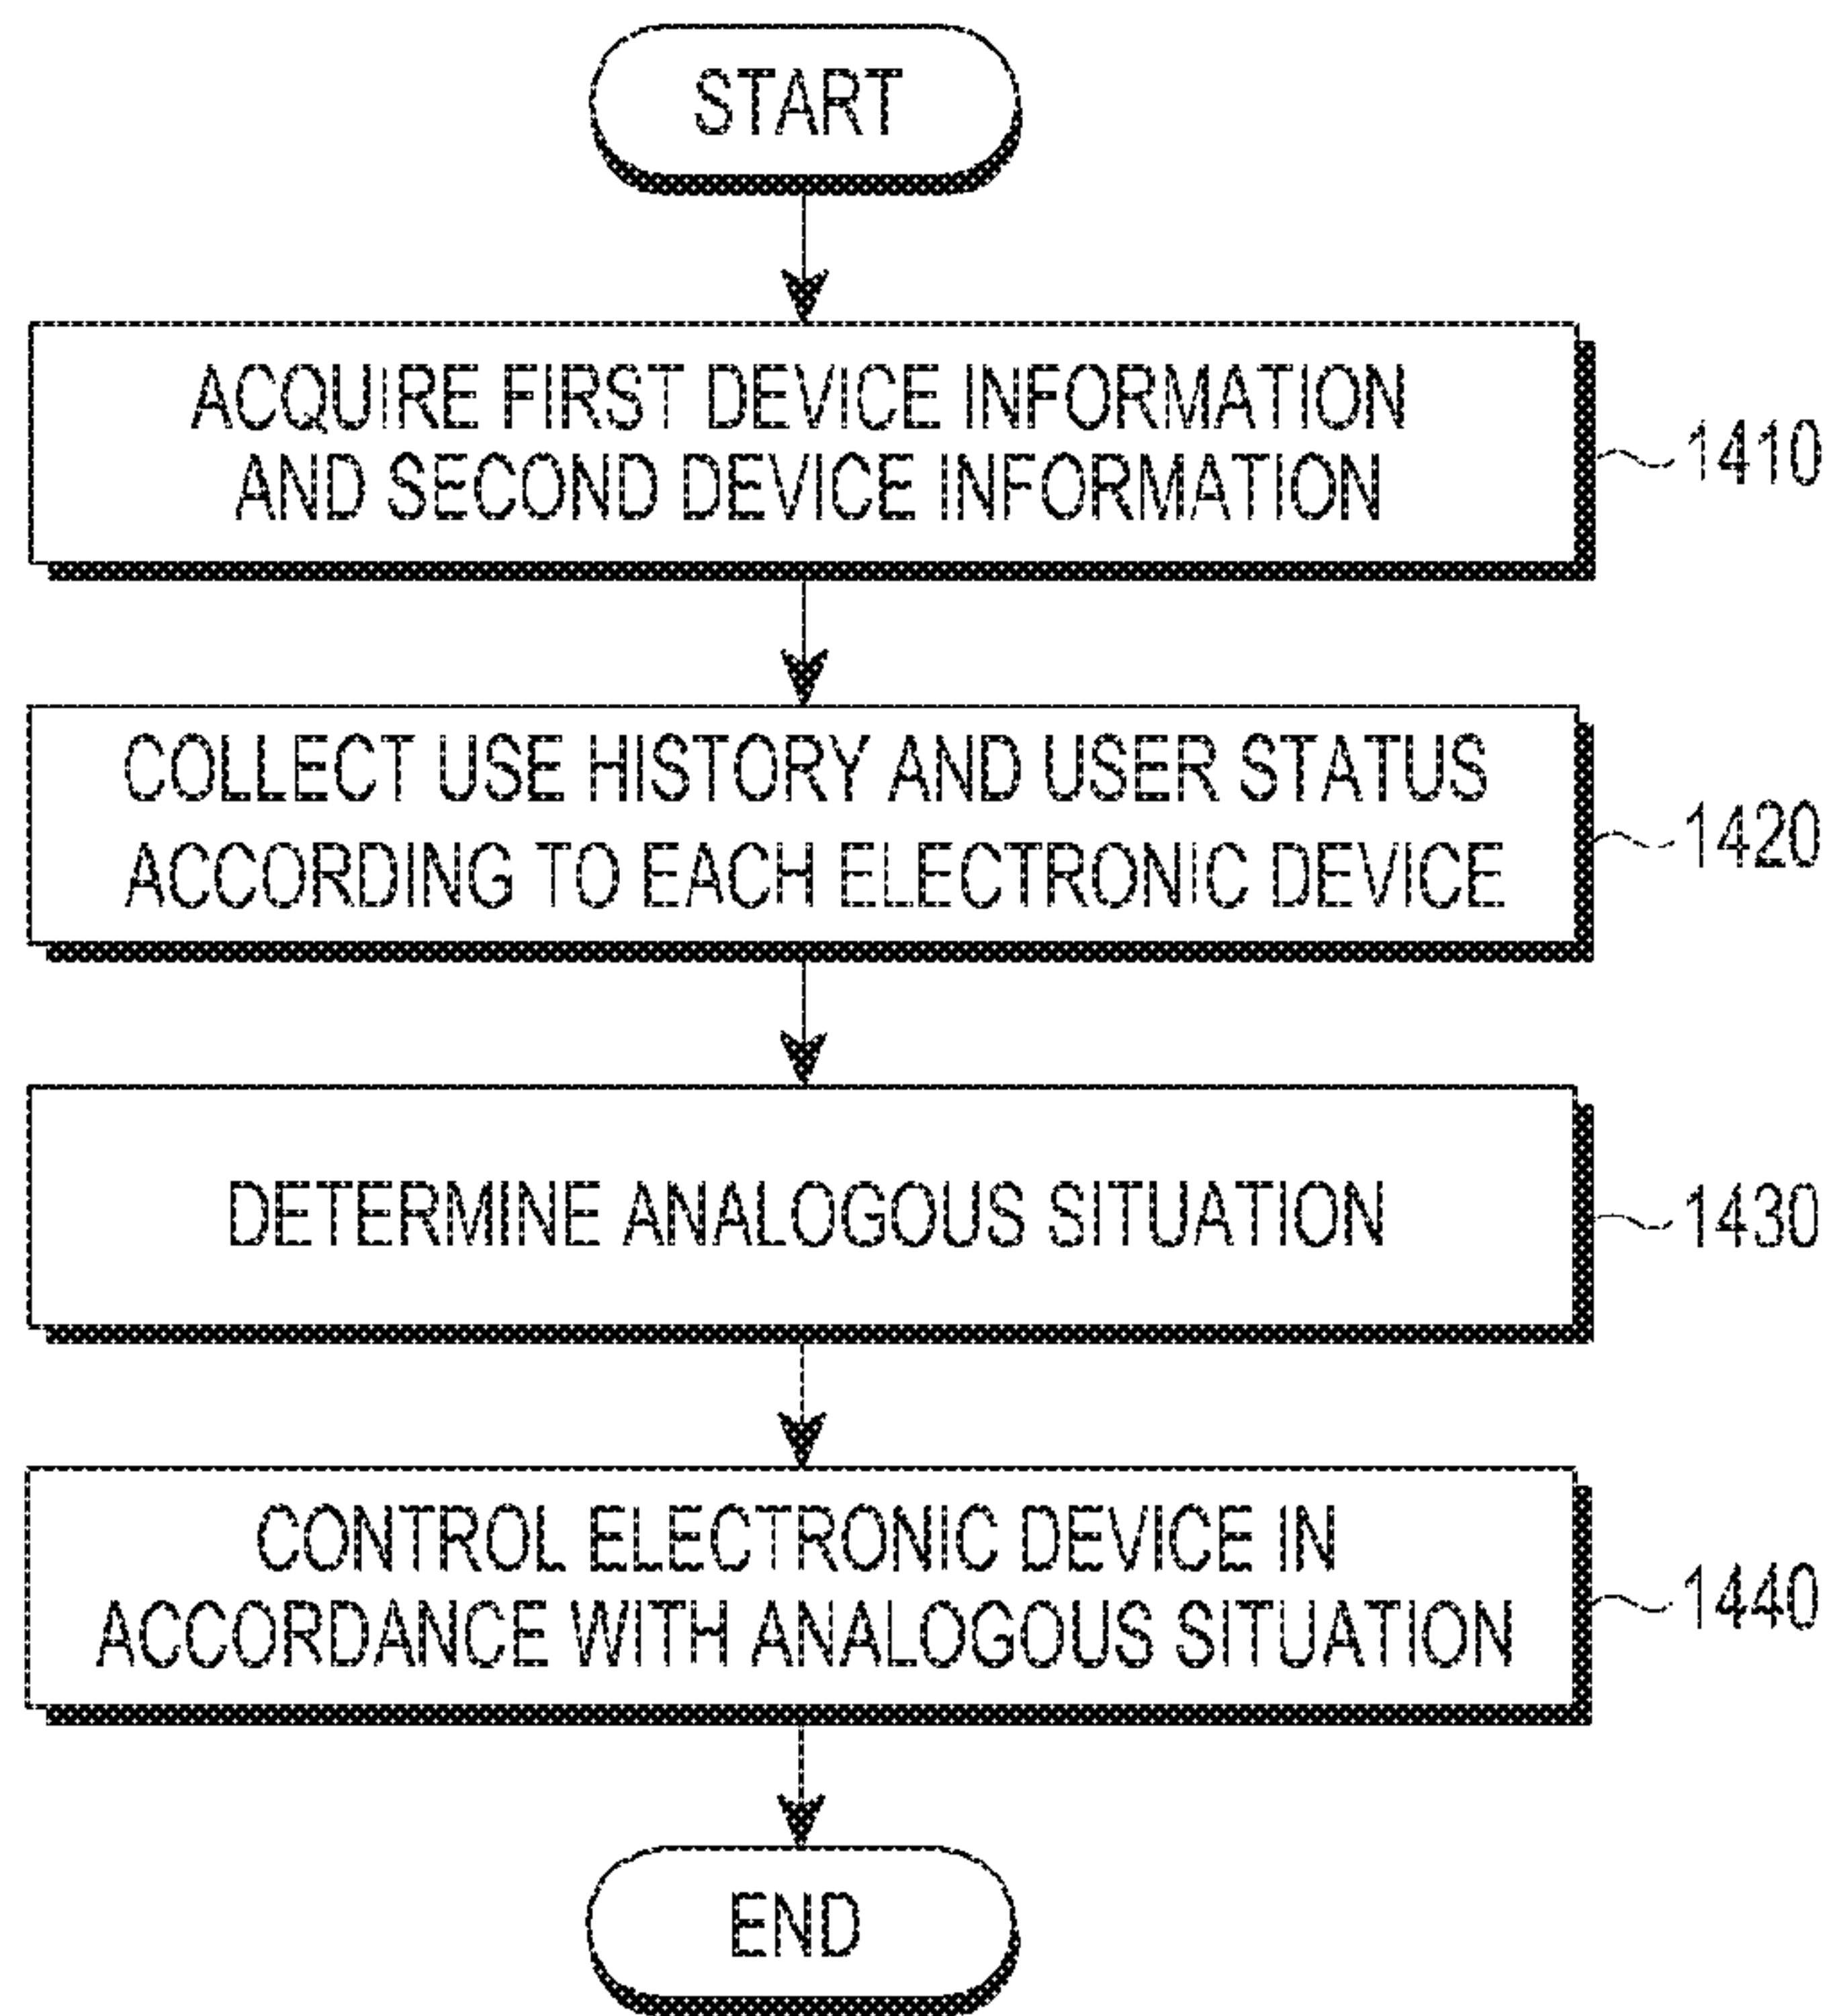 START
ACQUIRE FIRST DEVICE INFORMATION
AND SECOND DEVICE INFORMATION
1410
COLLECT USE HISTORY AND USER STATUS
ACCORDING TO EACH ELECTRONIC DEVICE
1420
DETERMINE ANALOGOUS SITUATION
1430
CONTROL ELECTRONIC DEVICE IN
ACCORDANCE WITH ANALOGOUS SITUATION
1440
END